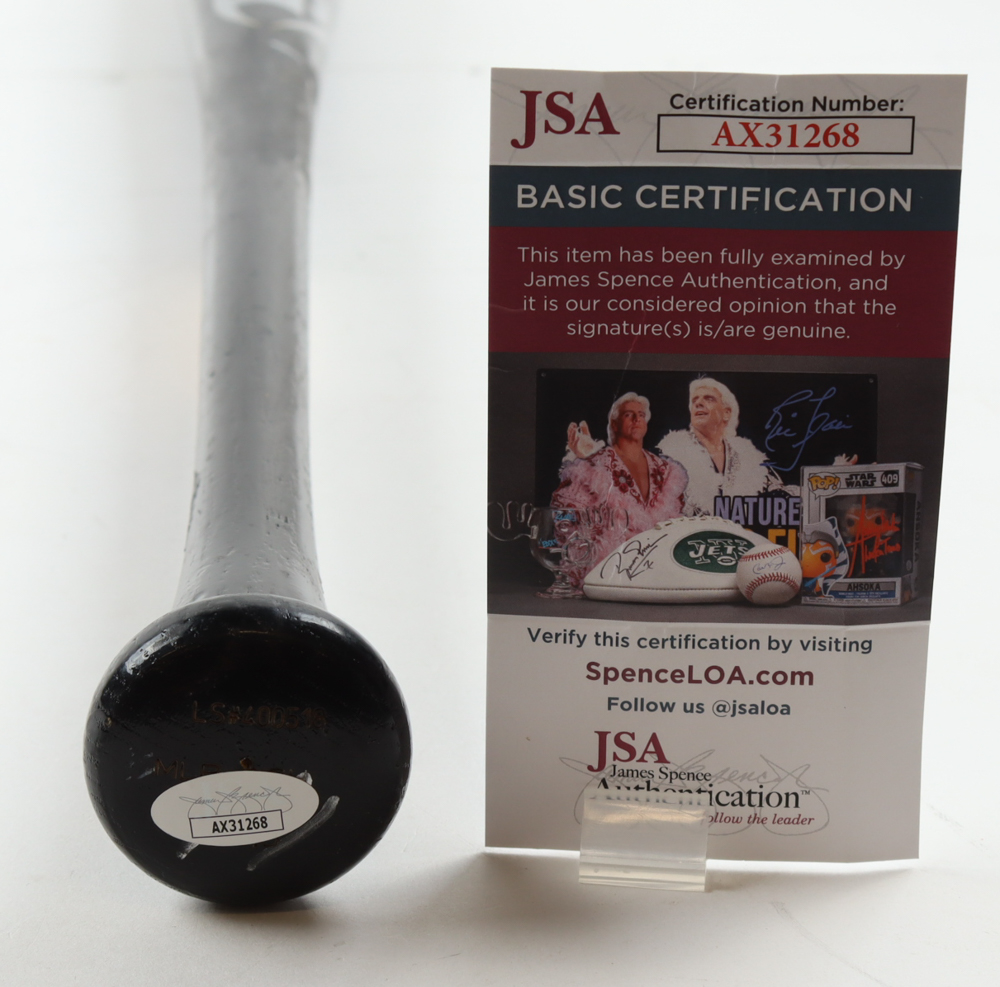 JSA
Certification Number:
AX31268
BASIC CERTIFICATION
This item has been fully examined by
James Spence Authentication, and
it is our considered opinion that the
signature(s) is/are genuine.
NATURE
POP!
STAR
WARS
409
JETS
AHSOKA
Verify this certification by visiting
SpenceLOA.com
Follow us @jsaloa
JSA
James Spence
Authentication™
follow the leader
AX31268